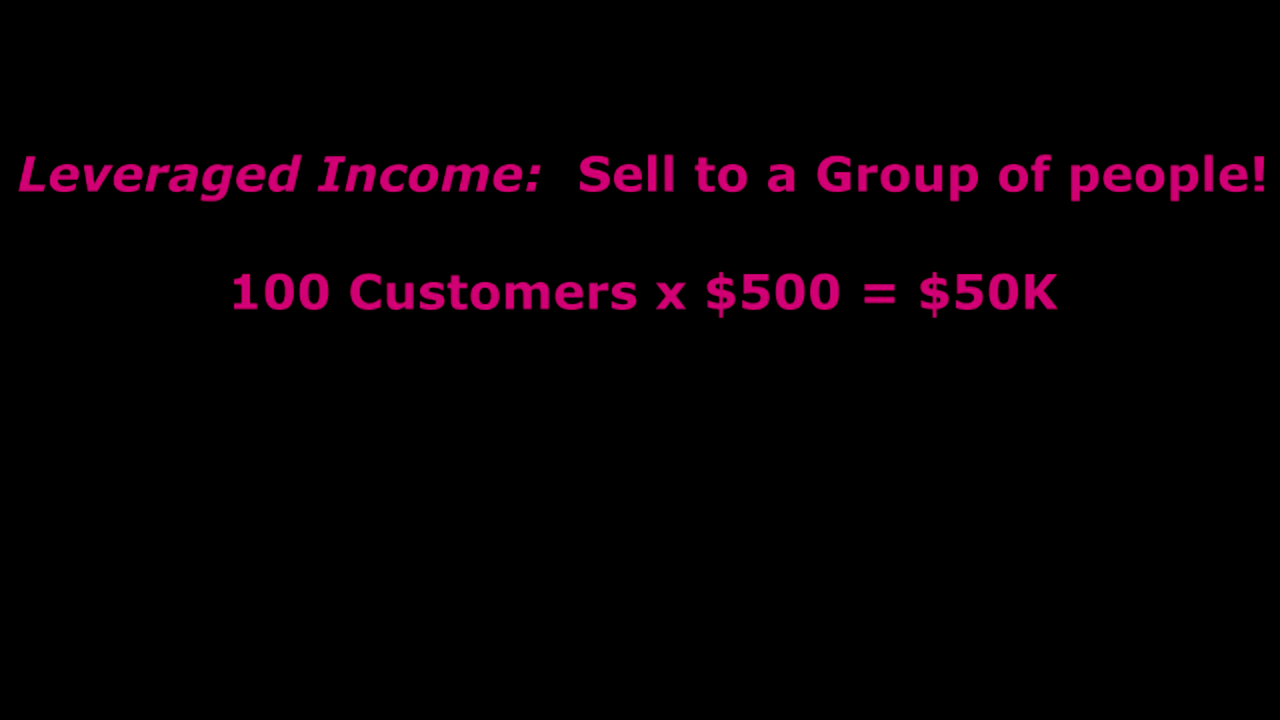 Leveraged Income:  Sell to a Group of people!
100 Customers x $500 = $50K